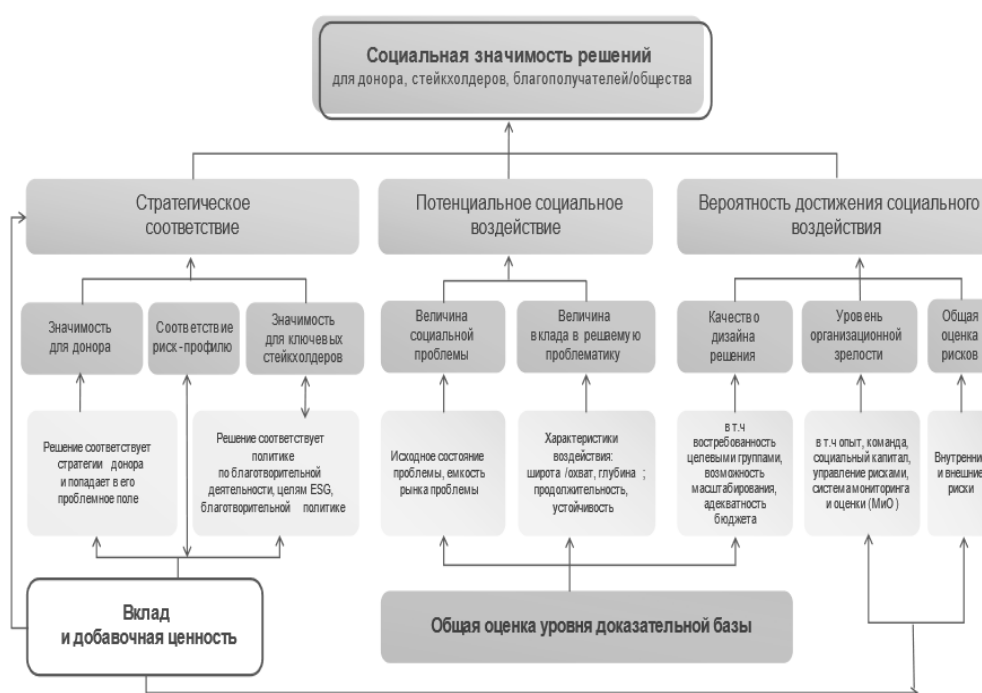 Социальная значимость решений
для донора, стейкхолдеров, благополучателей/общества
Стратегическое
соответствие
Потенциальное социальное
воздействие
Вероятность достижения социального
воздействия
Значимость
для донора
Соответствие
риск-профилю
Значимость
для ключевых
стейкхолдеров
Величина
социальной
проблемы
Величина
вклада в решаемую
проблематику
Качество
дизайна
решения
Уровень
организационной
зрелости
Общая
оценка
рисков
Решение соответствует
стратегии донора
и попадает в его
проблемное поле
Решение соответствует
политике
по благотворительной
деятельности, целям ESG,
благотворительной политике
Исходное состояние
проблемы, емкость
рынка проблемы
Характеристики
воздействия:
широта /охват, глубина ;
продолжительность,
устойчивость
в т.ч
востребованность
целевыми группами,
возможность
масштабирования,
адекватность
бюджета
в т.ч опыт, команда,
социальный капитал,
управление рисками,
система мониторинга
и оценки (МиО )
Внутренние
и внешние
риски
Вклад
и добавочная ценность
Общая оценка уровня доказательной базы